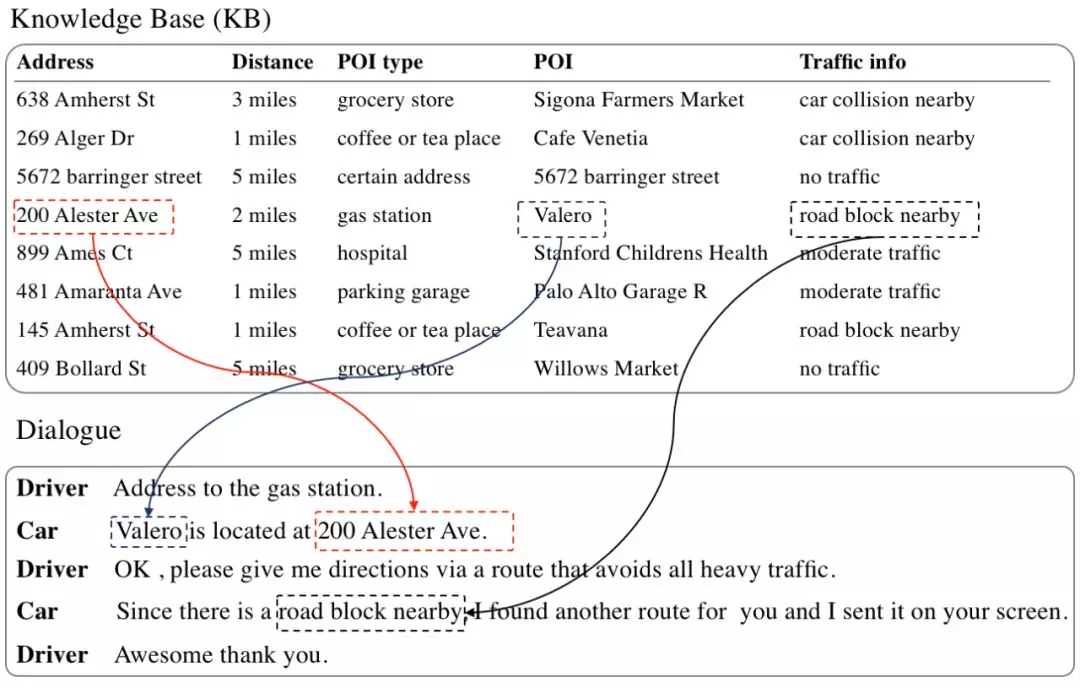 Knowledge Base (KB)
Address Distance POI type POI Traffic info
638 Amherst St 3 miles grocery store Sigona Farmers Market car collision nearby
269 Alger Dr 1 miles coffee or tea place Cafe Venetia car collision nearby
5672 barringer street 5 miles certain address 5672 barringer street no traffic
200 Alester Ave 2 miles gas station Valero road block nearby
899 Ames Ct 5 miles hospital Stanford Childrens Health moderate traffic
481 Amaranta Ave 1 miles parking garage Palo Alto Garage R moderate traffic
145 Amherst St 1 miles coffee or tea place Teavana road block nearby
409 Bollard St 5 miles grocery store Willows Market no traffic
Dialogue
Driver Address to the gas station.
Car Valero is located at 200 Alester Ave.
Driver OK , please give me directions via a route that avoids all heavy traffic.
Car Since there is a road block nearby, I found another route for you and I sent it on your screen.
Driver Awesome thank you.